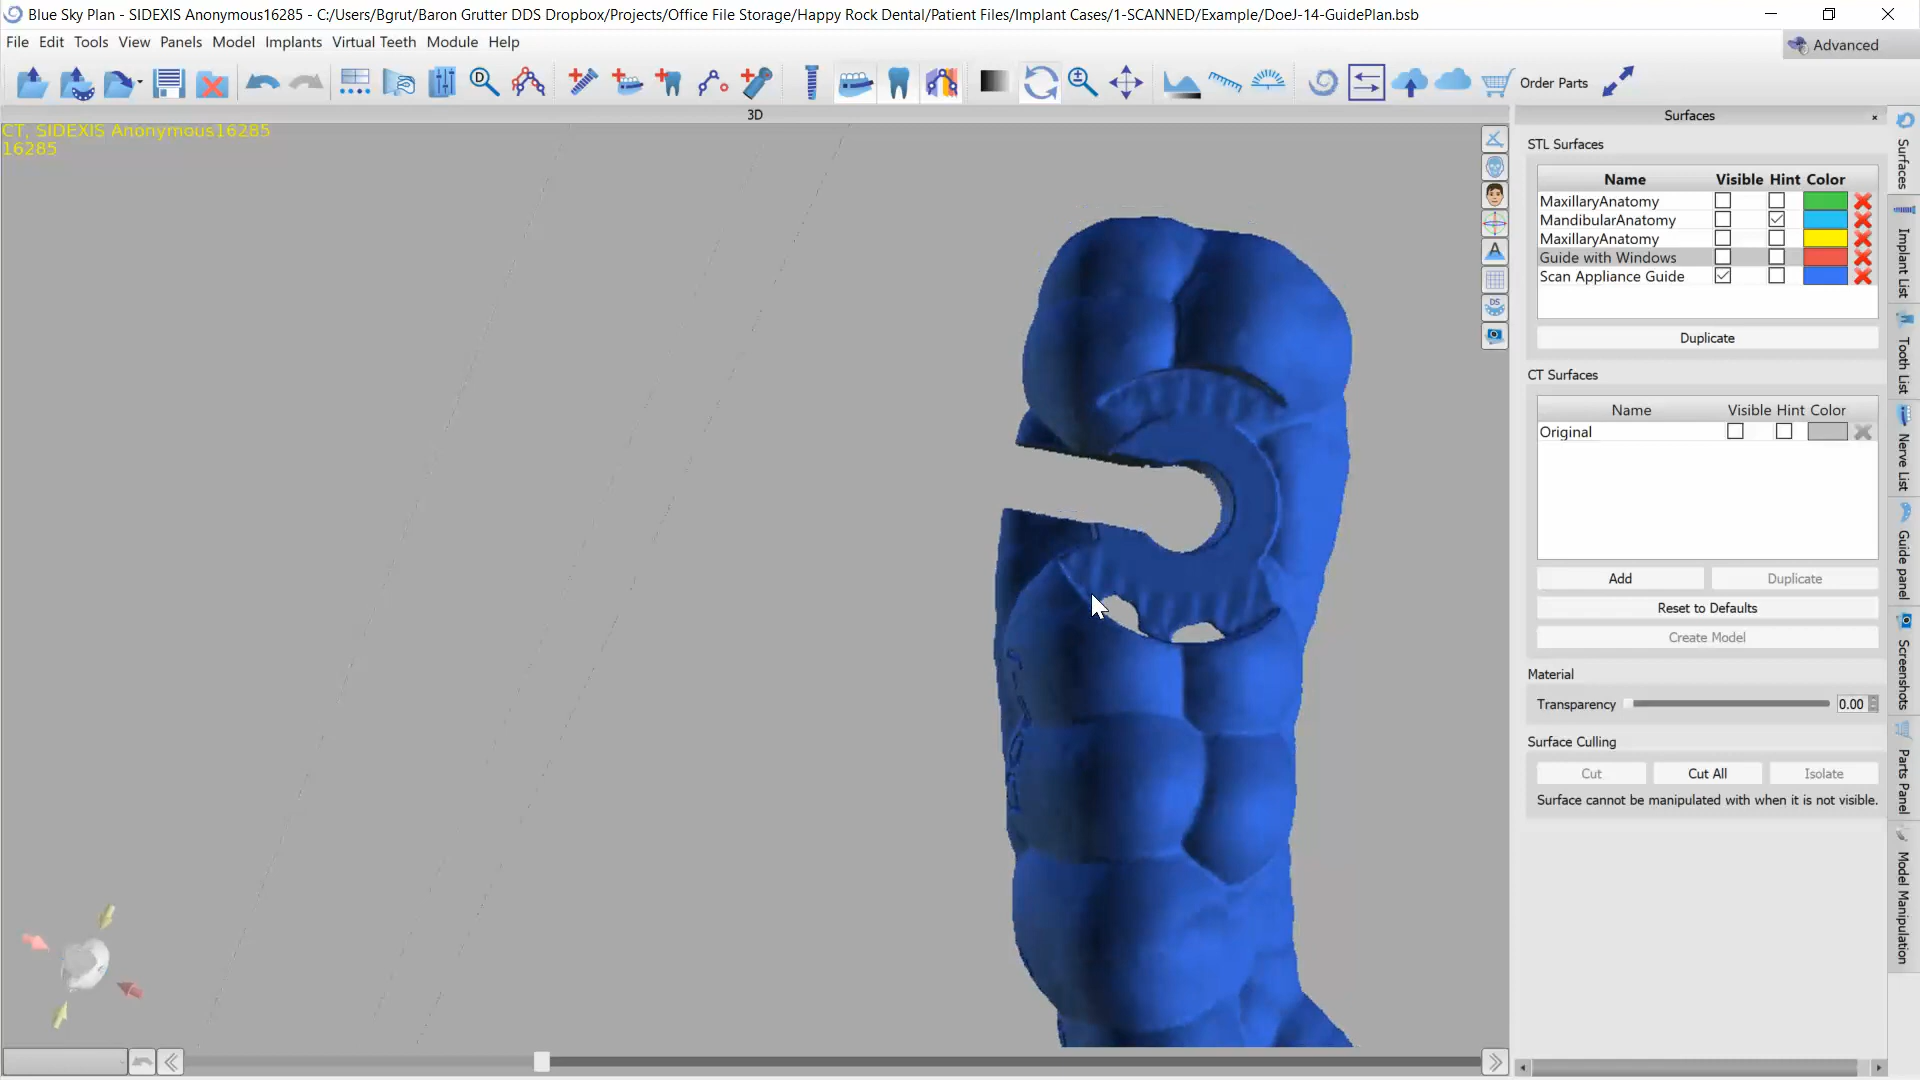 Blue Sky Plan - SIDEXIS Anonymous16285 - C:/Users/Bgrut/Baron Grutter DDS Dropbox/Projects/Office File Storage/Happy Rock Dental/Patient Files/Implant Cases/1-SCANNED/Example/DoeJ-14-GuidePlan.bsb
File Edit Tools View Panels Model Implants Virtual Teeth Module Help
Advanced
Order Parts
3D
CT, SIDEXIS Anonymous16285
16285
Surfaces
STL Surfaces
Name Visible Hint Color
MaxillaryAnatomy
MandibularAnatomy
MaxillaryAnatomy
Guide with Windows
Scan Appliance Guide
Duplicate
CT Surfaces
Name Visible Hint Color
Original
Add Duplicate
Reset to Defaults
Create Model
Material
Transparency 0.00
Surface Culling
Cut Cut All Isolate
Surface cannot be manipulated with when it is not visible.
DS
Surfaces
Implant List
Tooth List
Nerve List
Guide panel
Screenshots
Parts Panel
Model Manipulation